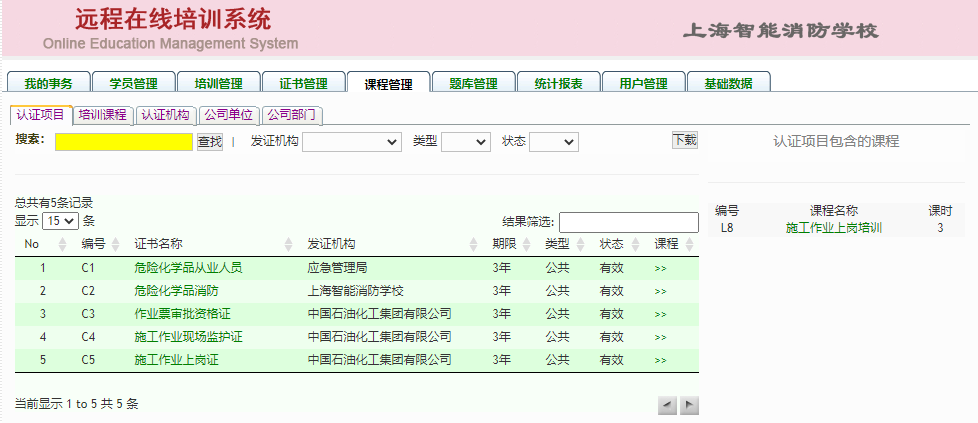 远程在线培训系统
Online Education Management System
上海智能消防学校
我的事务 学员管理 培训管理 证书管理 课程管理 题库管理 统计报表 用户管理 基础数据
认证项目 培训课程 认证机构 公司单位 公司部门
搜索： 查找 | 发证机构 类型 状态 下载
认证项目包含的课程
总共有5条记录
显示 15 条 结果筛选:
No 编号 证书名称 发证机构 期限 类型 状态 课程
1 C1 危险化学品从业人员 应急管理局 3年 公共 有效 >>
2 C2 危险化学品消防 上海智能消防学校 3年 公共 有效 >>
3 C3 作业票审批资格证 中国石油化工集团有限公司 3年 公共 有效 >>
4 C4 施工作业现场监护证 中国石油化工集团有限公司 3年 公共 有效 >>
5 C5 施工作业上岗证 中国石油化工集团有限公司 3年 公共 有效 >>
当前显示 1 to 5 共 5 条
编号 课程名称 课时
L8 施工作业上岗培训 3